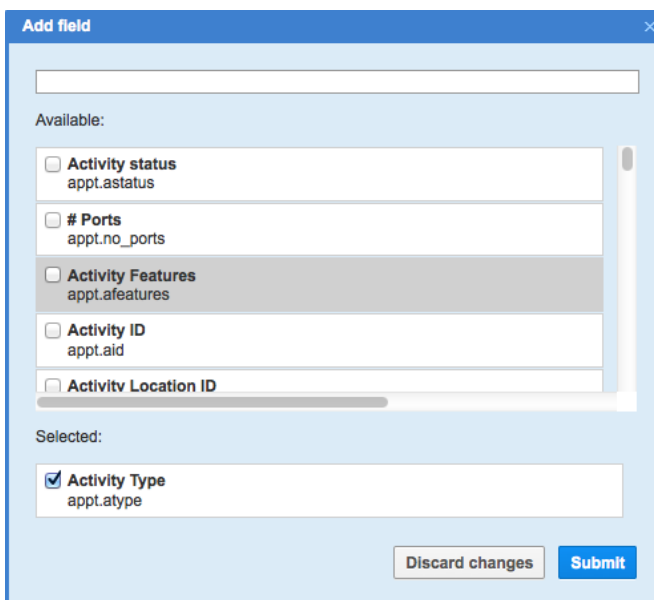 Add field
Available:
Activity status
appt.astatus
# Ports
appt.no_ports
Activity Features
appt.afeatures
Activity ID
appt.aid
Activity Location ID
Selected:
Activity Type
appt.atype
Discard changes
Submit